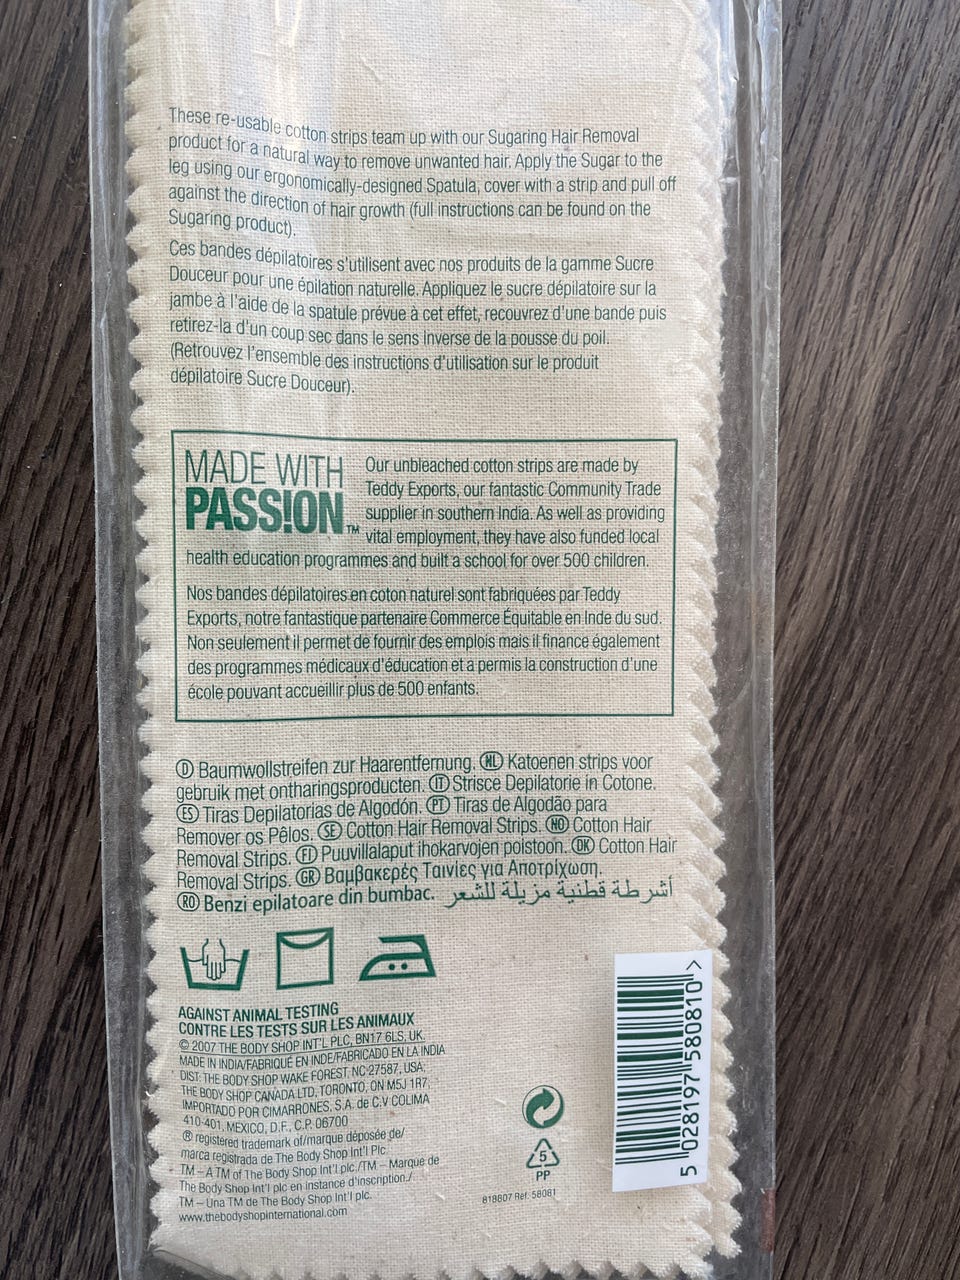 These re-usable cotton strips team up with our Sugaring Hair Removal
product for a natural way to remove unwanted hair. Apply the Sugar to the
leg using our ergonomically-designed Spatula, cover with a strip and pull off
against the direction of hair growth (full instructions can be found on the
Sugaring product).
Ces bandes dépilatoires s'utilisent avec nos produits de la gamme Sucre
Douceur pour une épilation naturelle. Appliquez le sucre dépilatoire sur la
jambe à l'aide de la spatule prévue à cet effet, recouvrez d'une bande puis
retirez-la d'un coup sec dans le sens inverse de la pousse du poil.
(Retrouvez l'ensemble des instructions d'utilisation sur le produit
dépilatoire Sucre Douceur).
MADE WITH
PASS!ON™
Our unbleached cotton strips are made by
Teddy Exports, our fantastic Community Trade
supplier in southern India. As well as providing
vital employment, they have also funded local
health education programmes and built a school for over 500 children.
Nos bandes dépilatoires en coton naturel sont fabriquées par Teddy
Exports, notre fantastique partenaire Commerce Équitable en Inde du sud.
Non seulement il permet de fournir des emplois mais il finance également
des programmes médicaux d'éducation et a permis la construction d'une
école pouvant accueillir plus de 500 enfants.
D Baumwollstreifen zur Haarentfernung. NL Katoenen strips voor
gebruik met ontharingsproducten. IT Strisce Depilatorie in Cotone.
ES Tiras Depilatorias de Algodón. PT Tiras de Algodão para
Remover os Pêlos. SE Cotton Hair Removal Strips. NO Cotton Hair
Removal Strips. FI Puuvillalaput ihokarvojen poistoon. DK Cotton Hair
Removal Strips. GR Βαμβακερές Ταινίες για Αποτρίχωση.
RO Benzi epilatoare din bumbac. أشرطة قطنية مزيلة للشعر
AGAINST ANIMAL TESTING
CONTRE LES TESTS SUR LES ANIMAUX
© 2007 THE BODY SHOP INT'L PLC, BN17 6LS, UK.
MADE IN INDIA/FABRIQUÉ EN INDE/FABRICADO EN LA INDIA
DIST: THE BODY SHOP WAKE FOREST, NC 27587, USA.
THE BODY SHOP CANADA LTD, TORONTO, ON M5J 1R7,
IMPORTADO POR CIMARRONES, S.A. de C.V COLIMA
410-401, MEXICO, D.F., C.P. 06700
® registered trademark of/marque déposée de/
marca registrada de The Body Shop Int'l Plc.
TM – A TM of The Body Shop Int'l plc./TM – Marque de
The Body Shop Int'l plc en instance d'inscription./
TM – Una TM de The Body Shop Int'l plc.
www.thebodyshopinternational.com
5
PP
818807 Ref. 58081
5 028197 580810 >